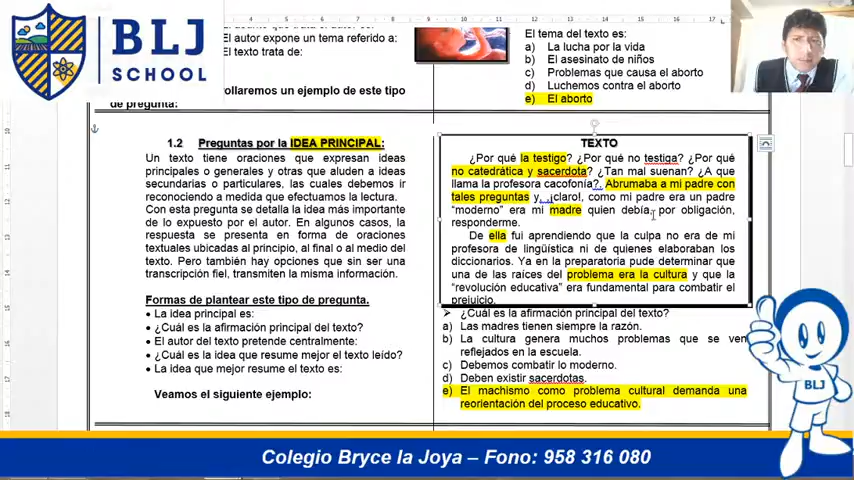 BLJ
SCHOOL
El autor expone un tema referido a:
El texto trata de:
ollaremos un ejemplo de este tipo
de pregunta:
El tema del texto es:
a) La lucha por la vida
b) El asesinato de niños
c) Problemas que causa el aborto
d) Luchemos contra el aborto
e) El aborto
1.2 Preguntas por la IDEA PRINCIPAL:
Un texto tiene oraciones que expresan ideas
principales o generales y otras que aluden a ideas
secundarias o particulares, las cuales debemos ir
reconociendo a medida que efectuamos la lectura.
Con esta pregunta se detalla la idea más importante
de lo expuesto por el autor. En algunos casos, la
respuesta se presenta en forma de oraciones
textuales ubicadas al principio, al final o al medio del
texto. Pero también hay opciones que sin ser una
transcripción fiel, transmiten la misma información.
Formas de plantear este tipo de pregunta.
• La idea principal es:
• ¿Cuál es la afirmación principal del texto?
• El autor del texto pretende centralmente:
• ¿Cuál es la idea que resume mejor el texto leído?
• La idea que mejor resume el texto es:
Veamos el siguiente ejemplo:
TEXTO
¿Por qué la testigo? ¿Por qué no testiga? ¿Por qué
no catedrática y sacerdota? ¿Tan mal suenan? ¿A que
llama la profesora cacofonía?. Abrumaba a mi padre con
tales preguntas y, ¡claro!, como mi padre era un padre
“moderno” era mi madre quien debía, por obligación,
responderme.
De ella fui aprendiendo que la culpa no era de mi
profesora de lingüística ni de quienes elaboraban los
diccionarios. Ya en la preparatoria pude determinar que
una de las raíces del problema era la cultura y que la
“revolución educativa” era fundamental para combatir el
prejuicio.
➢ ¿Cuál es la afirmación principal del texto?
a) Las madres tienen siempre la razón.
b) La cultura genera muchos problemas que se ven
reflejados en la escuela.
c) Debemos combatir lo moderno.
d) Deben existir sacerdotas.
e) El machismo como problema cultural demanda una
reorientación del proceso educativo.
BLJ
Colegio Bryce la Joya – Fono: 958 316 080